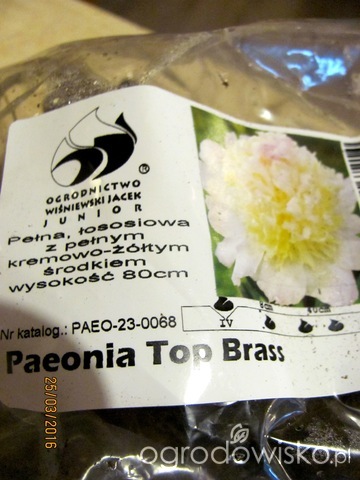 OGRODNICTWO
WIŚNIEWSKI JACEK
JUNIOR
®
Pełna, łososiowa
z pełnym
kremowo-żółtym
środkiem
wysokość 80cm
Nr katalog.: PAEO-23-0068
IV
Paeonia Top Brass
25/03/2016
ogrodowisko.pl